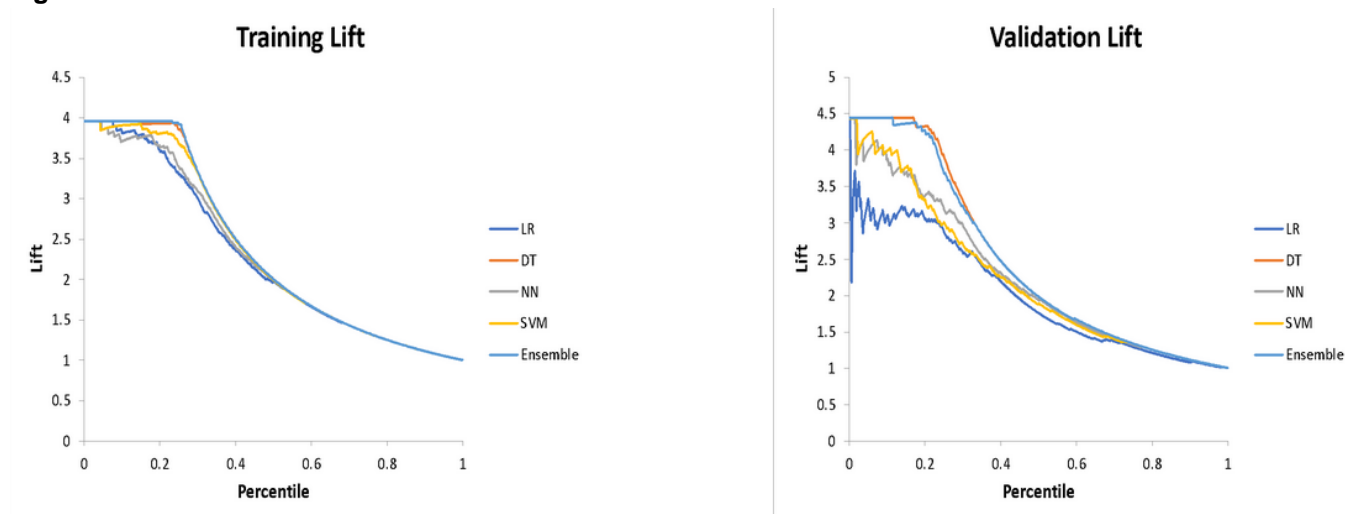 Training Lift
4.5
4
3.5
3
2.5
2
1.5
1
0.5
0
Lift
0 0.2 0.4 0.6 0.8 1
Percentile
LR
DT
NN
SVM
Ensemble
Validation Lift
5
4.5
4
3.5
3
2.5
2
1.5
1
0.5
0
Lift
0 0.2 0.4 0.6 0.8 1
Percentile
LR
DT
NN
SVM
Ensemble